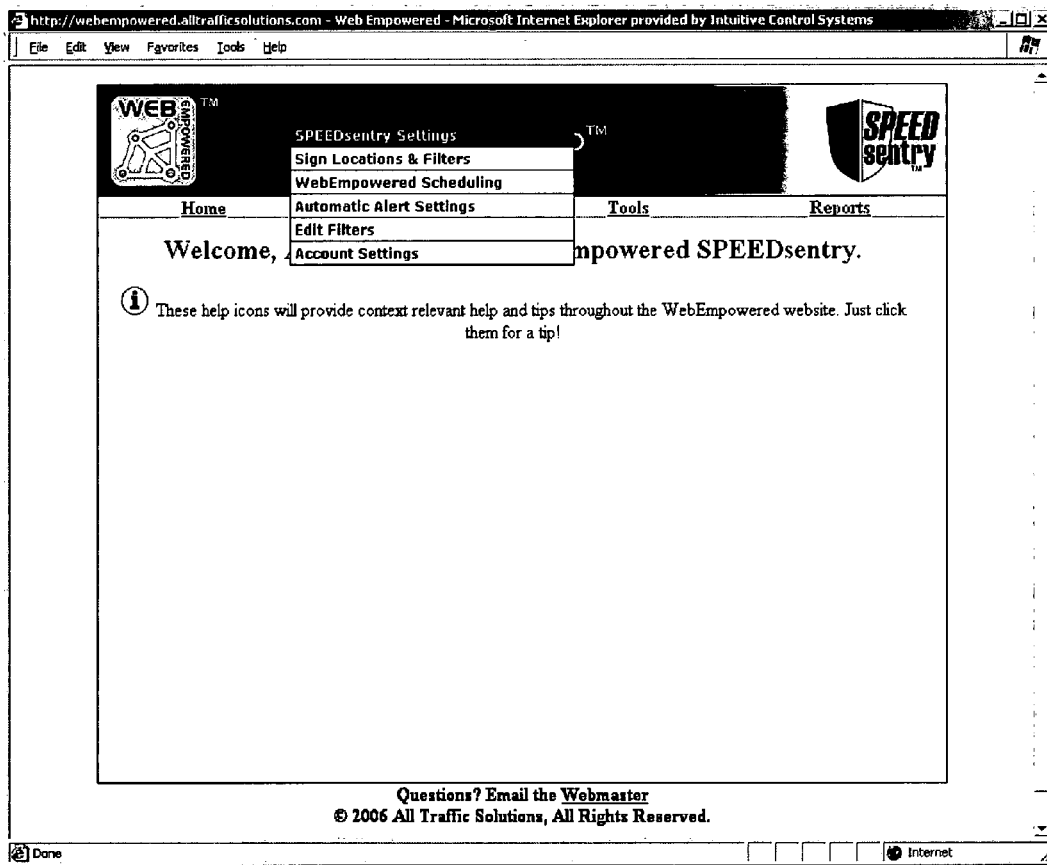 http://webempowered.alltrafficsolutions.com - Web Empowered - Microsoft Internet Explorer provided by Intuitive Control Systems
File Edit View Favorites Tools Help
WEB EMPOWERED TM
SPEEDsentry Settings
TM
SPEED
sentry
TM
Sign Locations & Filters
WebEmpowered Scheduling
Automatic Alert Settings
Edit Filters
Account Settings
Home Tools Reports
Welcome, mpowered SPEEDsentry.
i These help icons will provide context relevant help and tips throughout the WebEmpowered website. Just click
them for a tip!
Questions? Email the Webmaster
© 2006 All Traffic Solutions, All Rights Reserved.
Done Internet